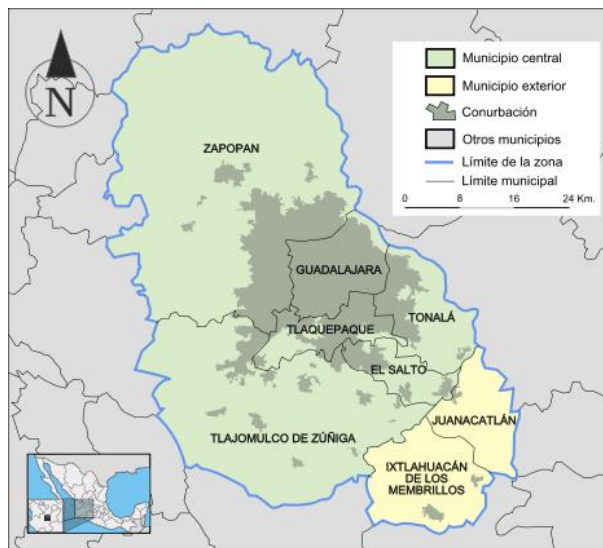 N
Municipio central
Municipio exterior
Conurbación
Otros municipios
Límite de la zona
Límite municipal
0 8 16 24 Km.
ZAPOPAN
GUADALAJARA
TLAQUEPAQUE
TONALÁ
EL SALTO
JUANACATLÁN
TLAJOMULCO DE ZÚÑIGA
IXTLAHUACÁN
DE LOS
MEMBRILLOS